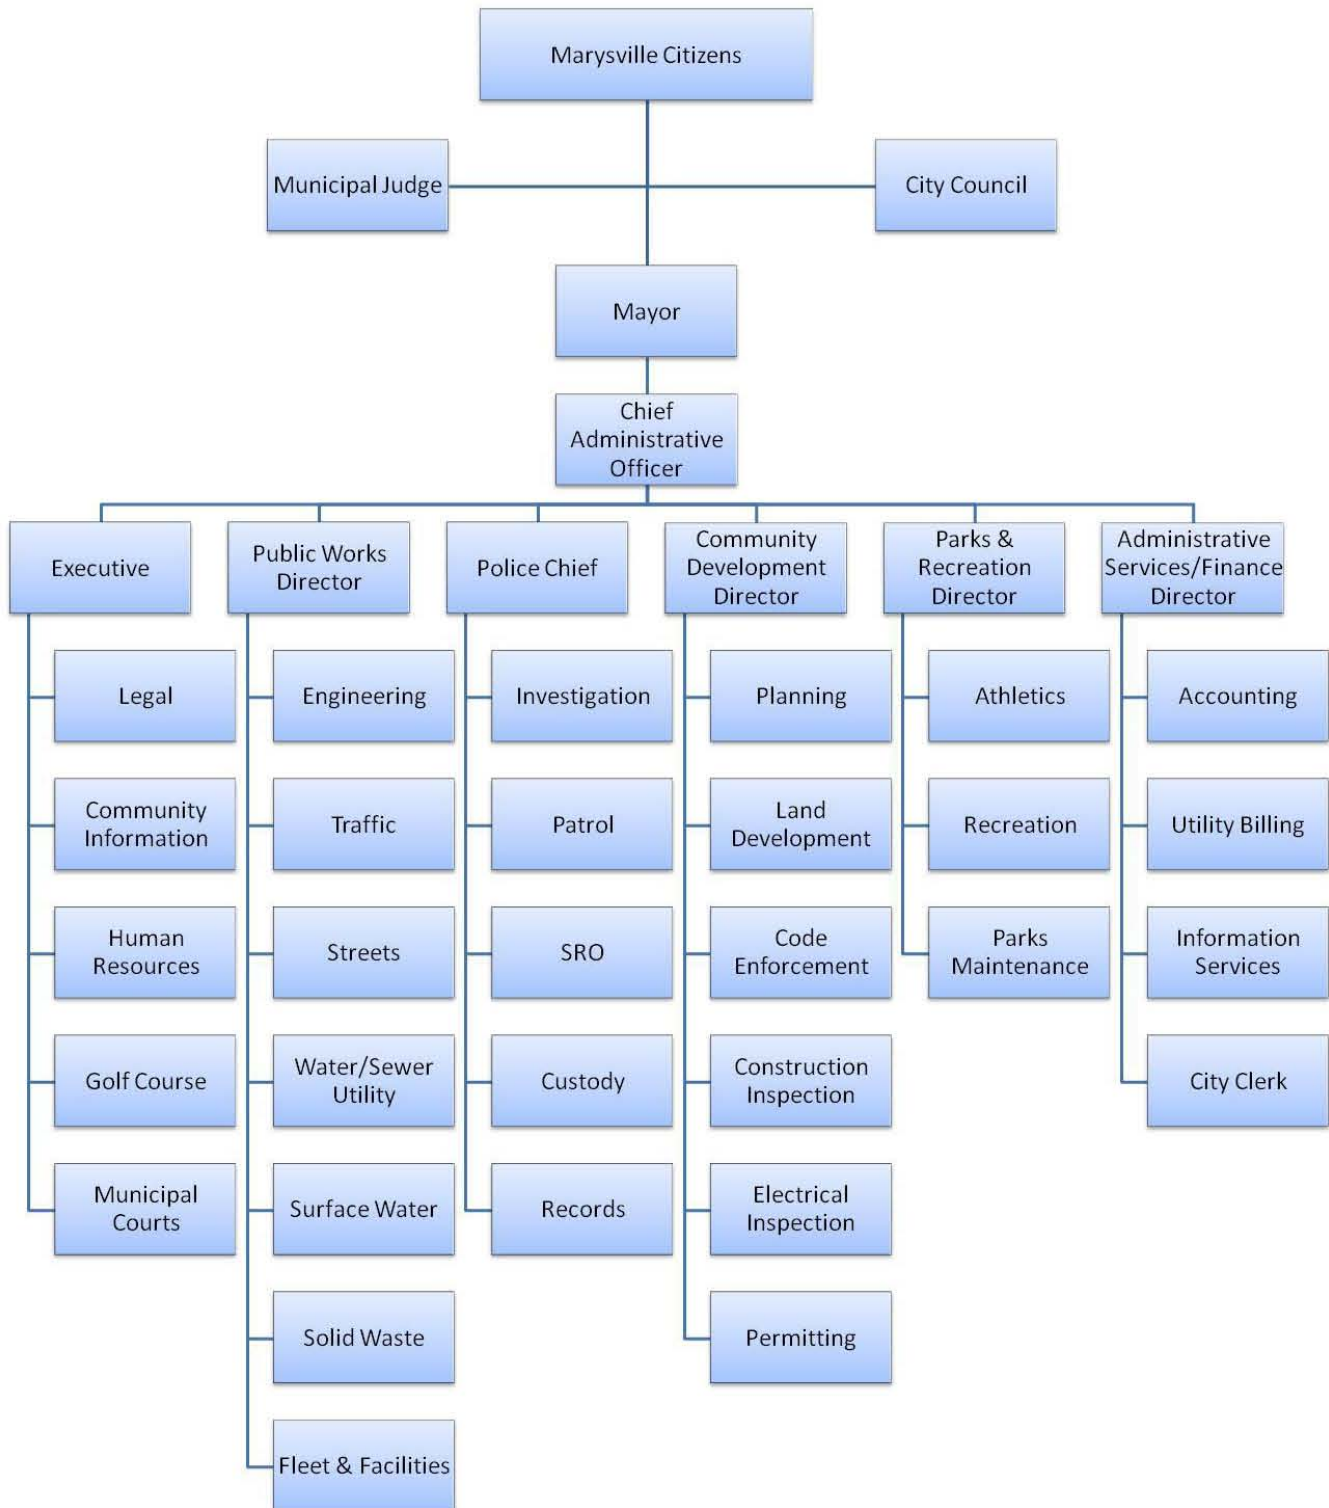 Marysville Citizens
Municipal Judge
City Council
Mayor
Chief
Administrative
Officer
Executive
Public Works
Director
Police Chief
Community
Development
Director
Parks &
Recreation
Director
Administrative
Services/Finance
Director
Legal
Engineering
Investigation
Planning
Athletics
Accounting
Community
Information
Traffic
Patrol
Land
Development
Recreation
Utility Billing
Human
Resources
Streets
SRO
Code
Enforcement
Parks
Maintenance
Information
Services
Golf Course
Water/Sewer
Utility
Custody
Construction
Inspection
City Clerk
Municipal
Courts
Surface Water
Records
Electrical
Inspection
Solid Waste
Permitting
Fleet & Facilities